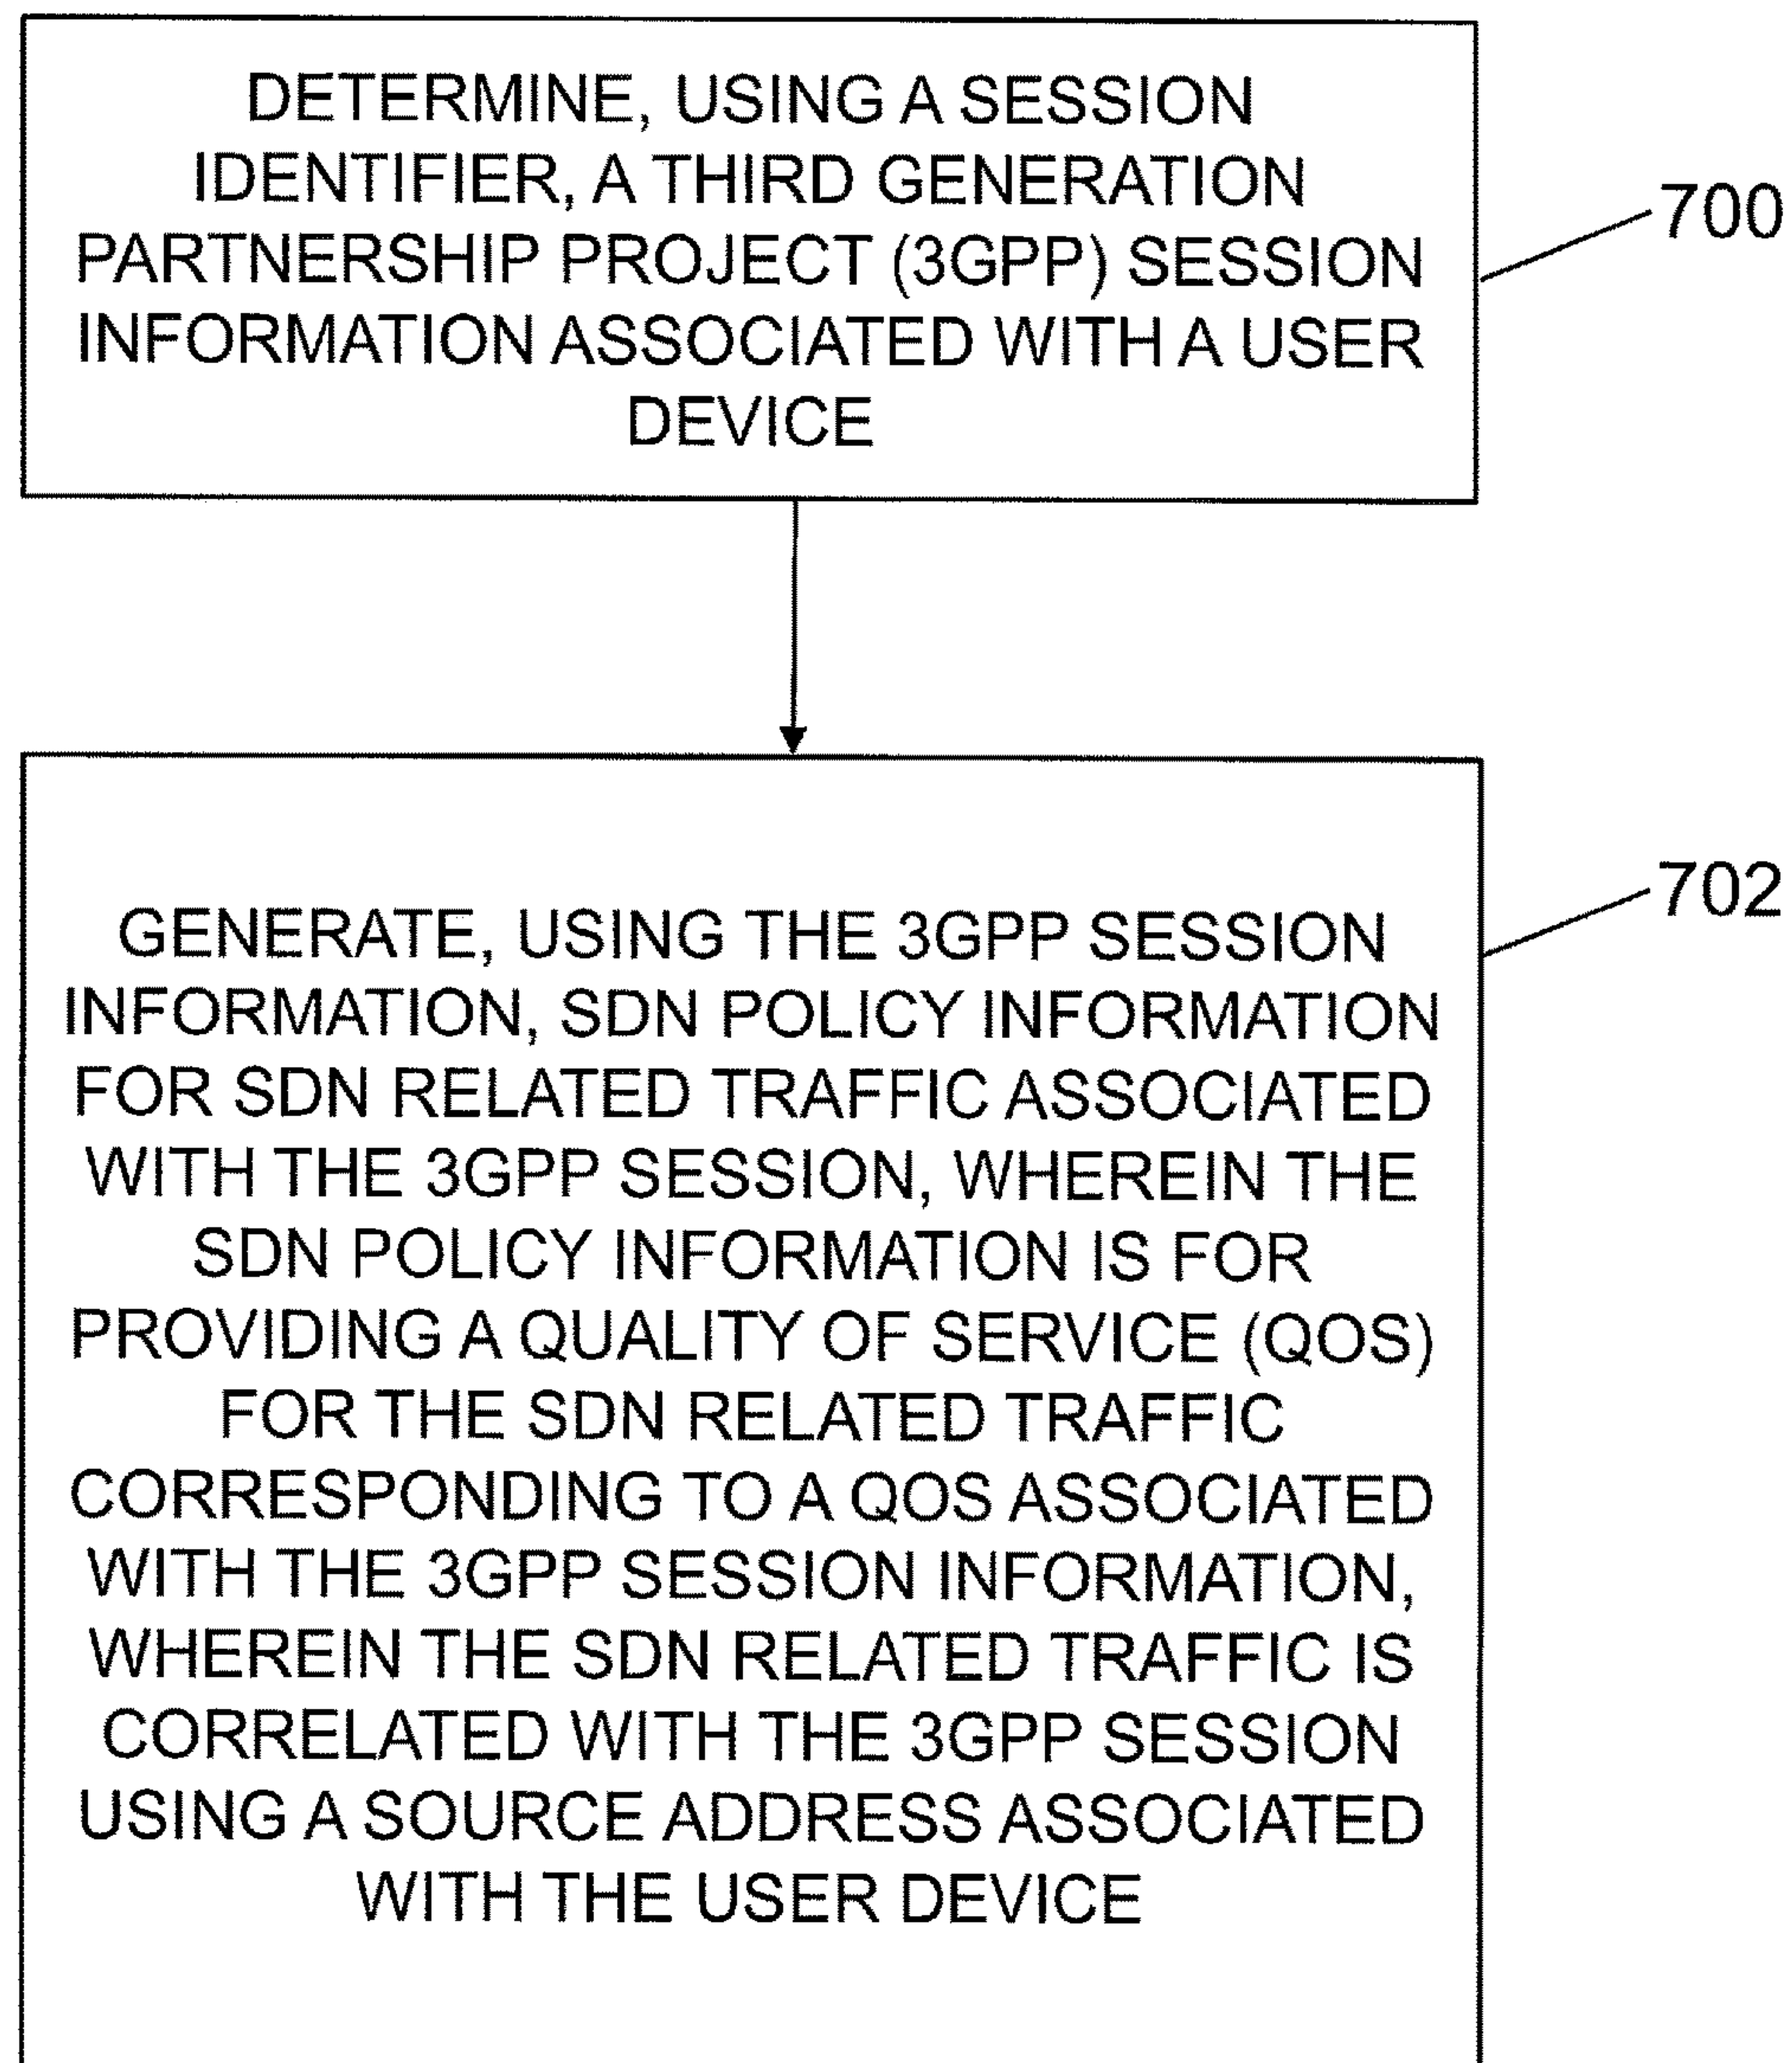 DETERMINE, USING A SESSION
IDENTIFIER, A THIRD GENERATION
PARTNERSHIP PROJECT (3GPP) SESSION
INFORMATION ASSOCIATED WITH A USER
DEVICE
700
GENERATE, USING THE 3GPP SESSION
INFORMATION, SDN POLICY INFORMATION
FOR SDN RELATED TRAFFIC ASSOCIATED
WITH THE 3GPP SESSION, WHEREIN THE
SDN POLICY INFORMATION IS FOR
PROVIDING A QUALITY OF SERVICE (QOS)
FOR THE SDN RELATED TRAFFIC
CORRESPONDING TO A QOS ASSOCIATED
WITH THE 3GPP SESSION INFORMATION,
WHEREIN THE SDN RELATED TRAFFIC IS
CORRELATED WITH THE 3GPP SESSION
USING A SOURCE ADDRESS ASSOCIATED
WITH THE USER DEVICE
702